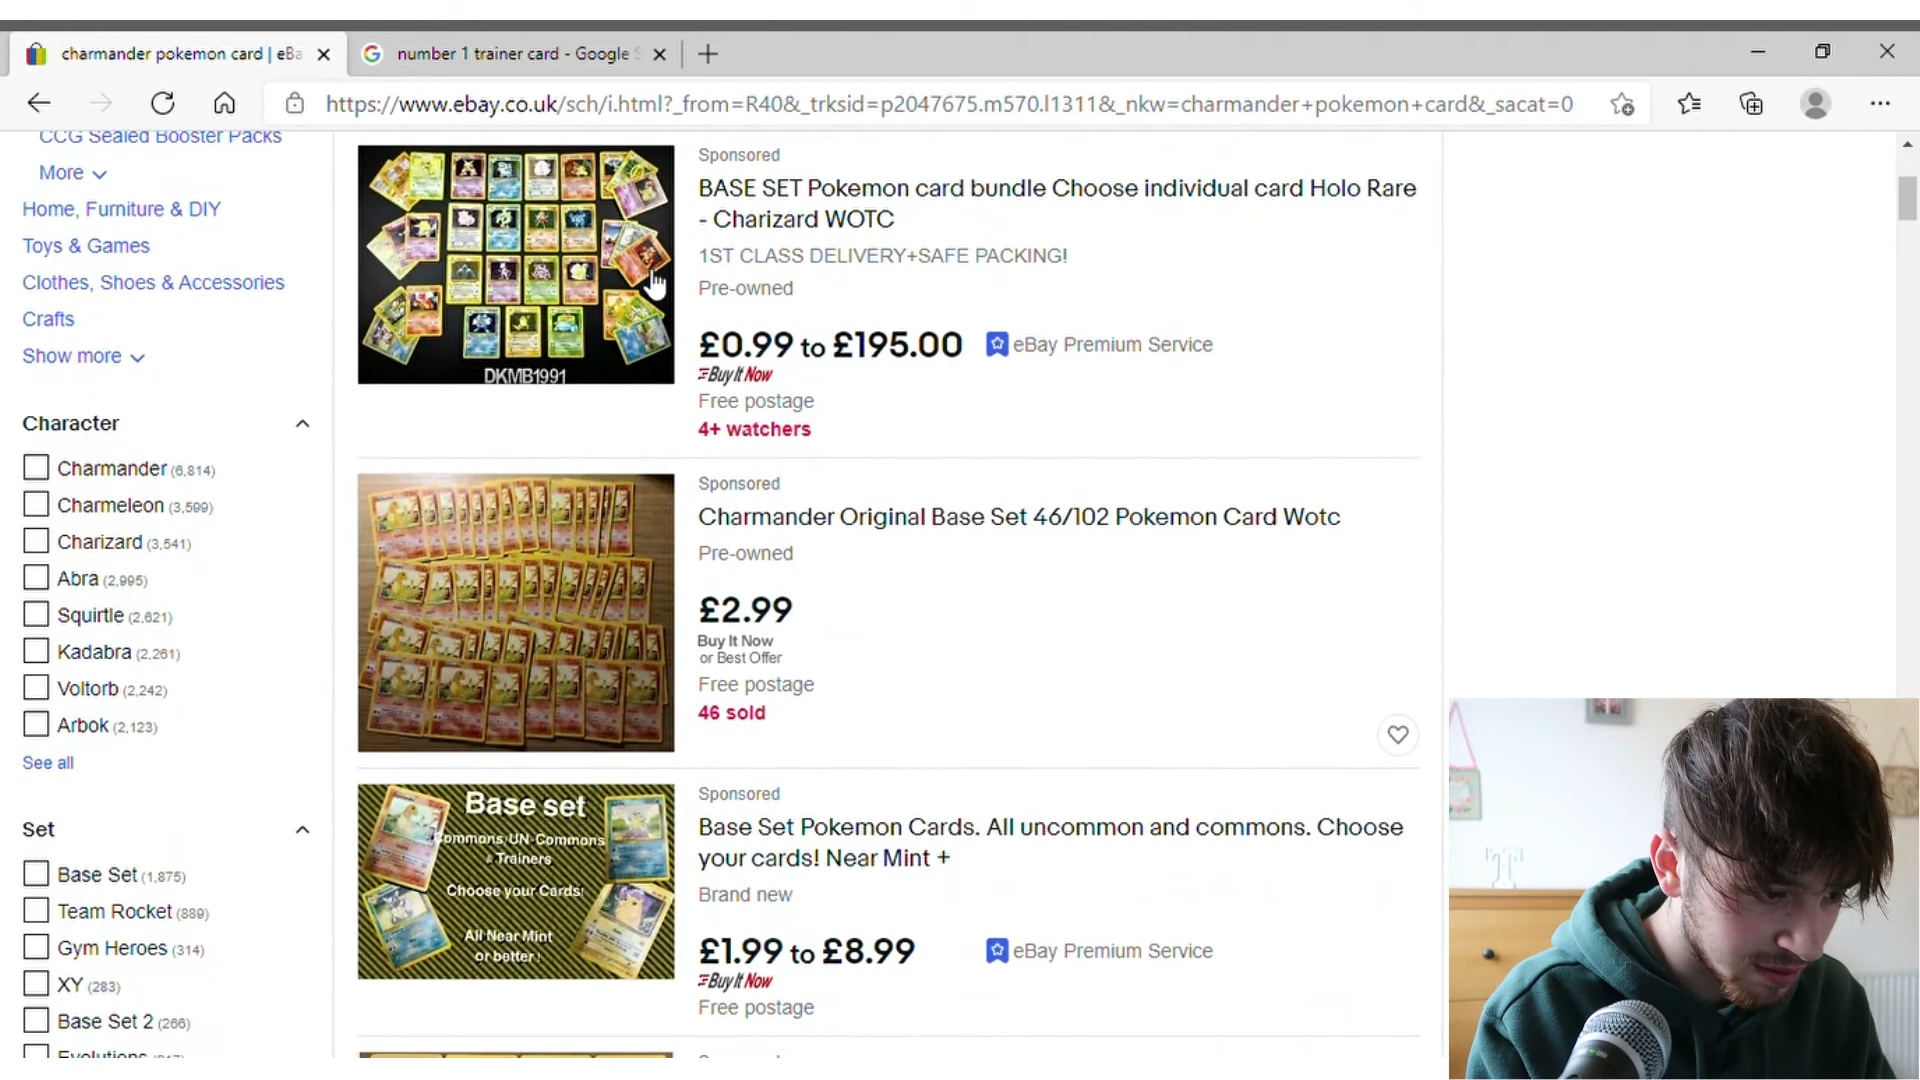 charmander pokemon card | eBa
number 1 trainer card - Google S
https://www.ebay.co.uk/sch/i.html?_from=R40&_trksid=p2047675.m570.l1311&_nkw=charmander+pokemon+card&_sacat=0
CCG Sealed Booster Packs
More
Home, Furniture & DIY
Toys & Games
Clothes, Shoes & Accessories
Crafts
Show more
Character
Charmander (6,814)
Charmeleon (3,599)
Charizard (3,541)
Abra (2,995)
Squirtle (2,621)
Kadabra (2,261)
Voltorb (2,242)
Arbok (2,123)
See all
Set
Base Set (1,875)
Team Rocket (889)
Gym Heroes (314)
XY (283)
Base Set 2 (266)
Evolutions
DKMB1991
Sponsored
BASE SET Pokemon card bundle Choose individual card Holo Rare
- Charizard WOTC
1ST CLASS DELIVERY+SAFE PACKING!
Pre-owned
£0.99 to £195.00
eBay Premium Service
Buy It Now
Free postage
4+ watchers
Sponsored
Charmander Original Base Set 46/102 Pokemon Card Wotc
Pre-owned
£2.99
Buy It Now
or Best Offer
Free postage
46 sold
Base set
Commons/UN-Commons
& Trainers
Choose your Cards!
All Near Mint
or better !
Sponsored
Base Set Pokemon Cards. All uncommon and commons. Choose
your cards! Near Mint +
Brand new
£1.99 to £8.99
eBay Premium Service
Buy It Now
Free postage